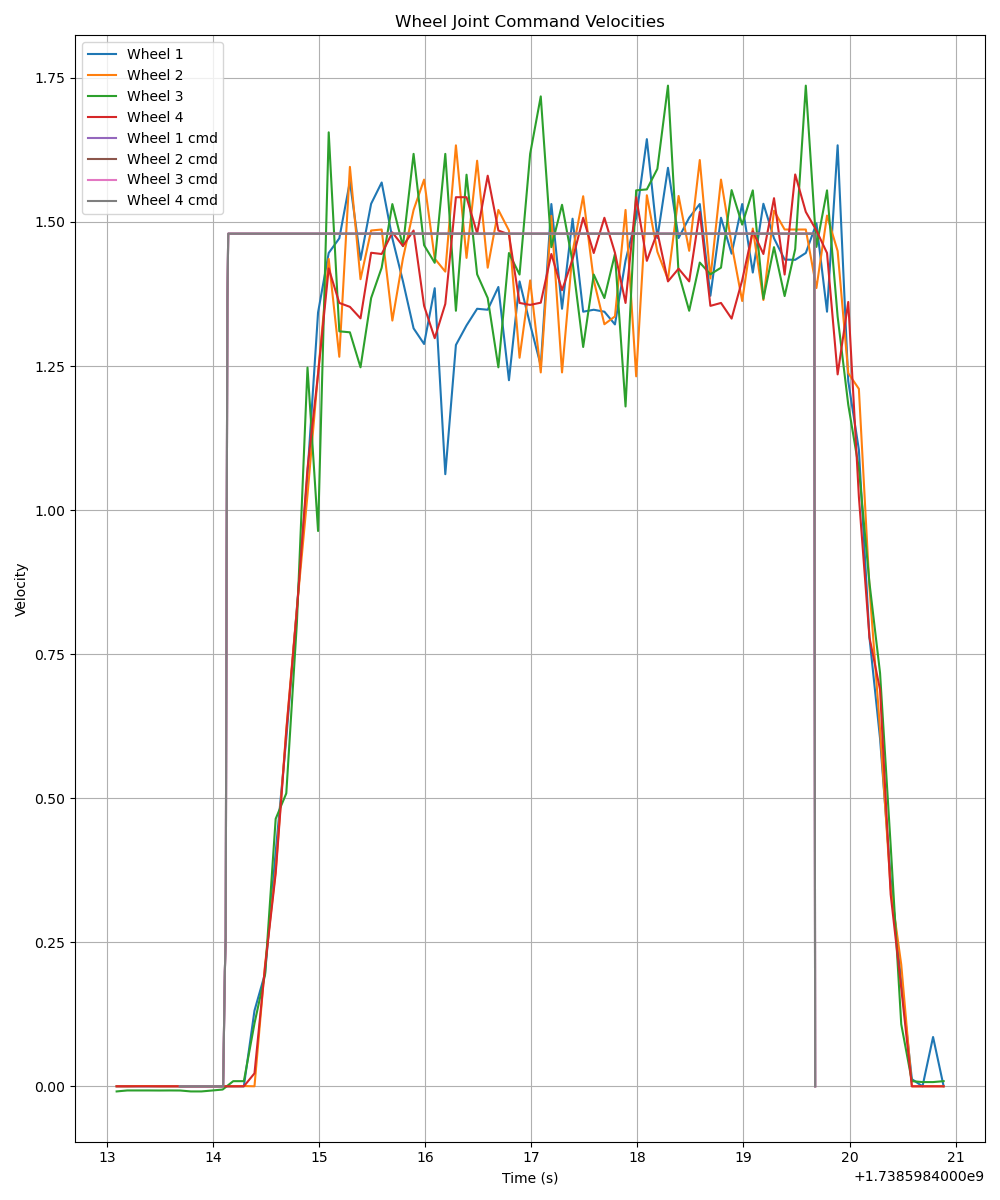 Wheel Joint Command Velocities
Wheel 1
Wheel 2
Wheel 3
Wheel 4
Wheel 1 cmd
Wheel 2 cmd
Wheel 3 cmd
Wheel 4 cmd
1.75
1.50
1.25
1.00
0.75
0.50
0.25
0.00
Velocity
13 14 15 16 17 18 19 20 21
Time (s)
+1.7385984000e9